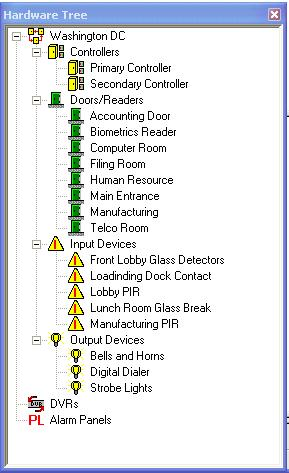 Hardware Tree
Washington DC
Controllers
Primary Controller
Secondary Controller
Doors/Readers
Accounting Door
Biometrics Reader
Computer Room
Filing Room
Human Resource
Main Entrance
Manufacturing
Telco Room
Input Devices
Front Lobby Glass Detectors
Loadinding Dock Contact
Lobby PIR
Lunch Room Glass Break
Manufacturing PIR
Output Devices
Bells and Horns
Digital Dialer
Strobe Lights
DVR DVRs
PL Alarm Panels